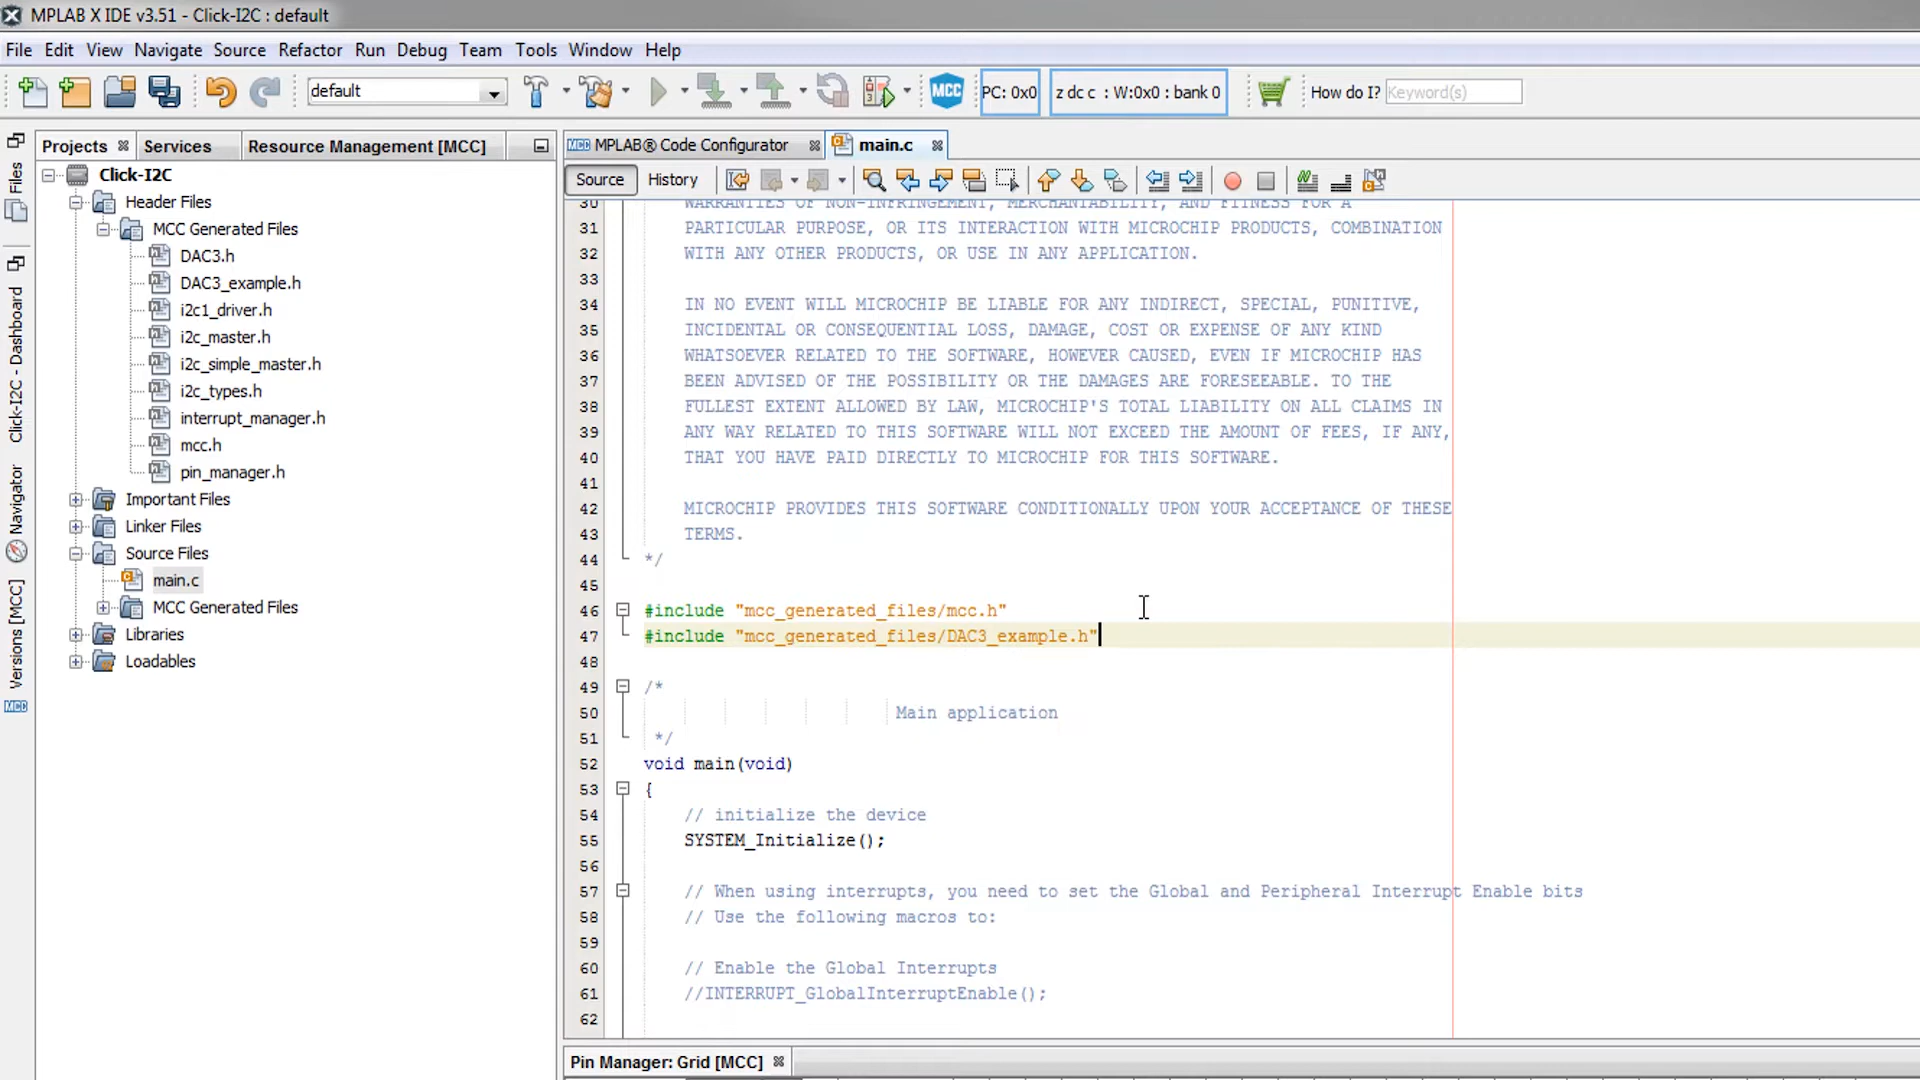 MPLAB X IDE v3.51 - Click-I2C : default
File Edit View Navigate Source Refactor Run Debug Team Tools Window Help
default
MCC
PC: 0x0
z dc c : W:0x0 : bank 0
How do I? Keyword(s)
Projects
Services
Resource Management [MCC]
MPLAB® Code Configurator
main.c
Source
History
Files
Click-I2C - Dashboard
Navigator
Versions [MCC]
Click-I2C
Header Files
MCC Generated Files
DAC3.h
DAC3_example.h
i2c1_driver.h
i2c_master.h
i2c_simple_master.h
i2c_types.h
interrupt_manager.h
mcc.h
pin_manager.h
Important Files
Linker Files
Source Files
main.c
MCC Generated Files
Libraries
Loadables
30 WARRANTIES OF NON-INFRINGEMENT, MERCHANTABILITY, AND FITNESS FOR A
31 PARTICULAR PURPOSE, OR ITS INTERACTION WITH MICROCHIP PRODUCTS, COMBINATION
32 WITH ANY OTHER PRODUCTS, OR USE IN ANY APPLICATION.
33
34 IN NO EVENT WILL MICROCHIP BE LIABLE FOR ANY INDIRECT, SPECIAL, PUNITIVE,
35 INCIDENTAL OR CONSEQUENTIAL LOSS, DAMAGE, COST OR EXPENSE OF ANY KIND
36 WHATSOEVER RELATED TO THE SOFTWARE, HOWEVER CAUSED, EVEN IF MICROCHIP HAS
37 BEEN ADVISED OF THE POSSIBILITY OR THE DAMAGES ARE FORESEEABLE. TO THE
38 FULLEST EXTENT ALLOWED BY LAW, MICROCHIP'S TOTAL LIABILITY ON ALL CLAIMS IN
39 ANY WAY RELATED TO THIS SOFTWARE WILL NOT EXCEED THE AMOUNT OF FEES, IF ANY,
40 THAT YOU HAVE PAID DIRECTLY TO MICROCHIP FOR THIS SOFTWARE.
41
42 MICROCHIP PROVIDES THIS SOFTWARE CONDITIONALLY UPON YOUR ACCEPTANCE OF THESE
43 TERMS.
44 */
45
46 #include "mcc_generated_files/mcc.h"
47 #include "mcc_generated_files/DAC3_example.h"
48
49 /*
50 Main application
51 */
52 void main(void)
53 {
54 // initialize the device
55 SYSTEM_Initialize();
56
57 // When using interrupts, you need to set the Global and Peripheral Interrupt Enable bits
58 // Use the following macros to:
59
60 // Enable the Global Interrupts
61 //INTERRUPT_GlobalInterruptEnable();
62
Pin Manager: Grid [MCC]